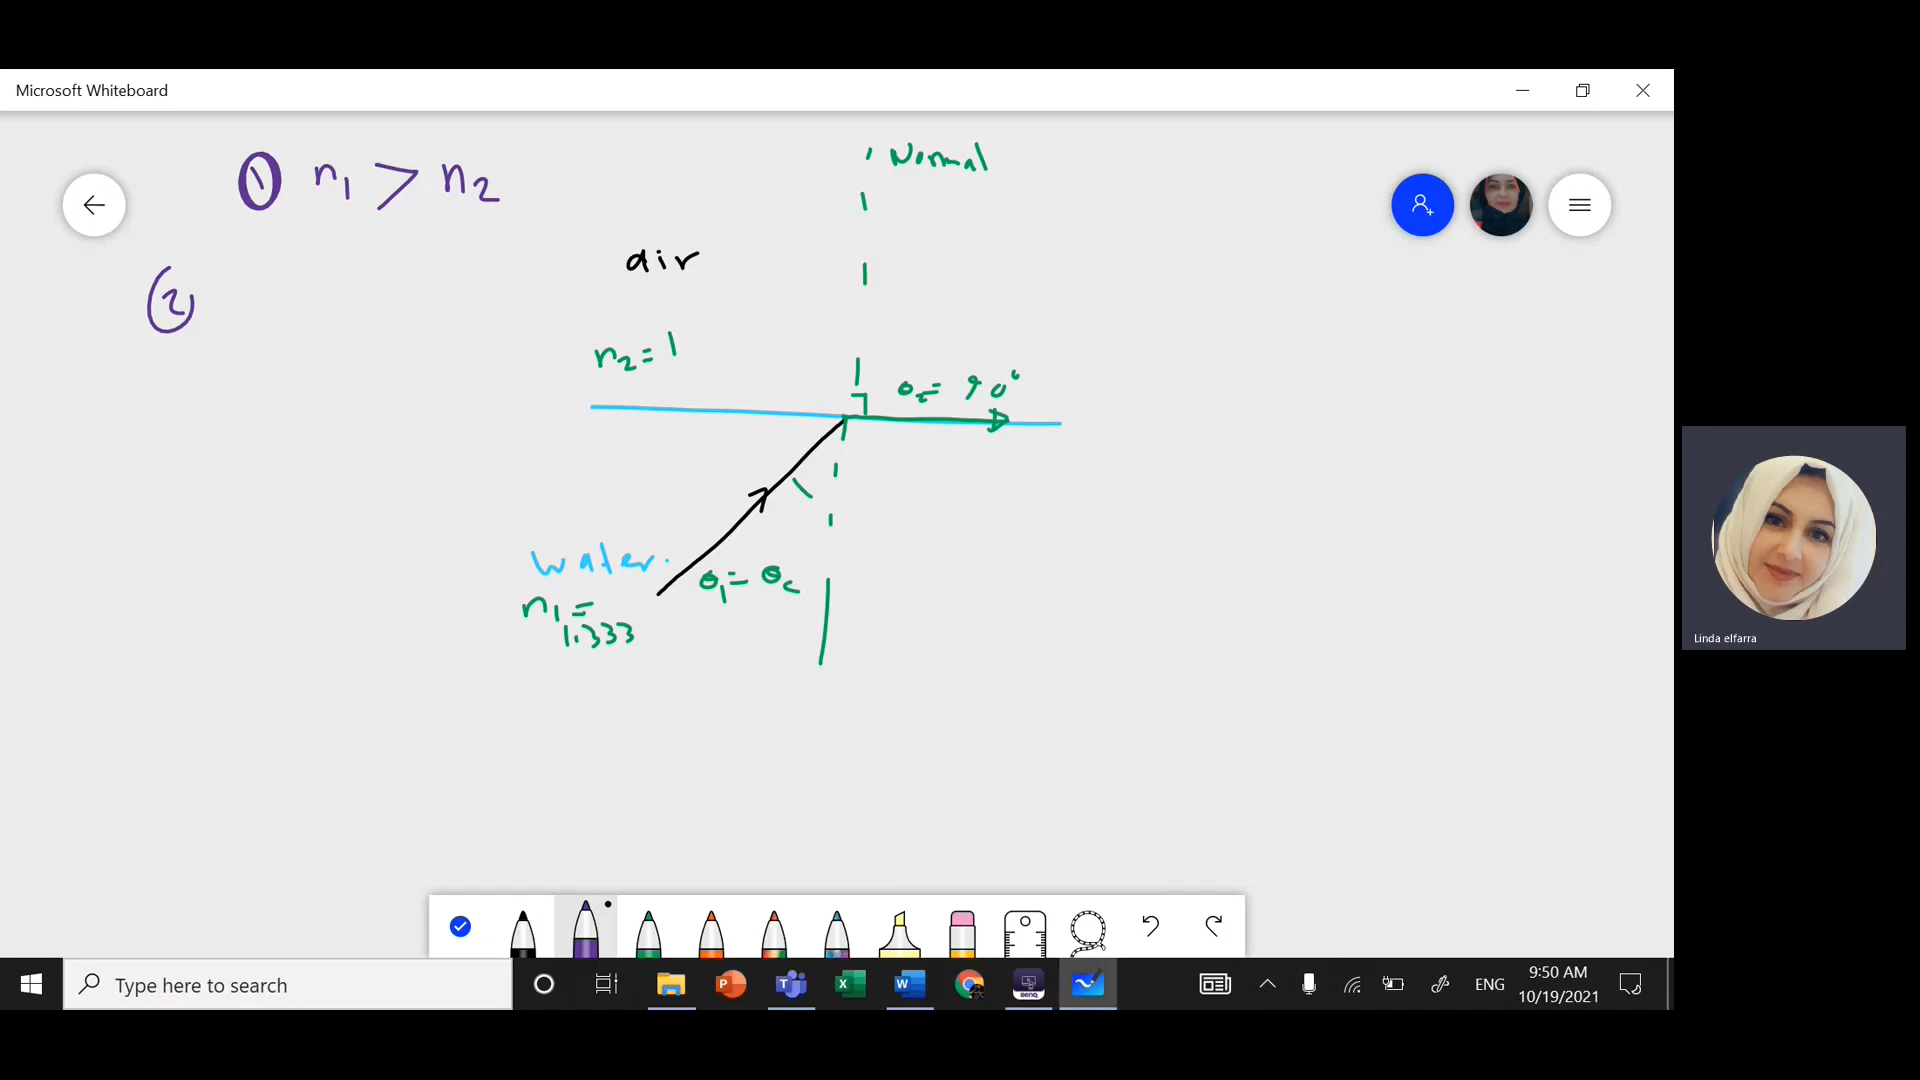 Microsoft Whiteboard
① n₁ > n₂
Normal
air
②
n₂ = 1
θ₂ = 90°
water.
θ₁ = θc
n₁ =
1.333
Linda elfarra
Type here to search
ENG
9:50 AM
10/19/2021
BenQ